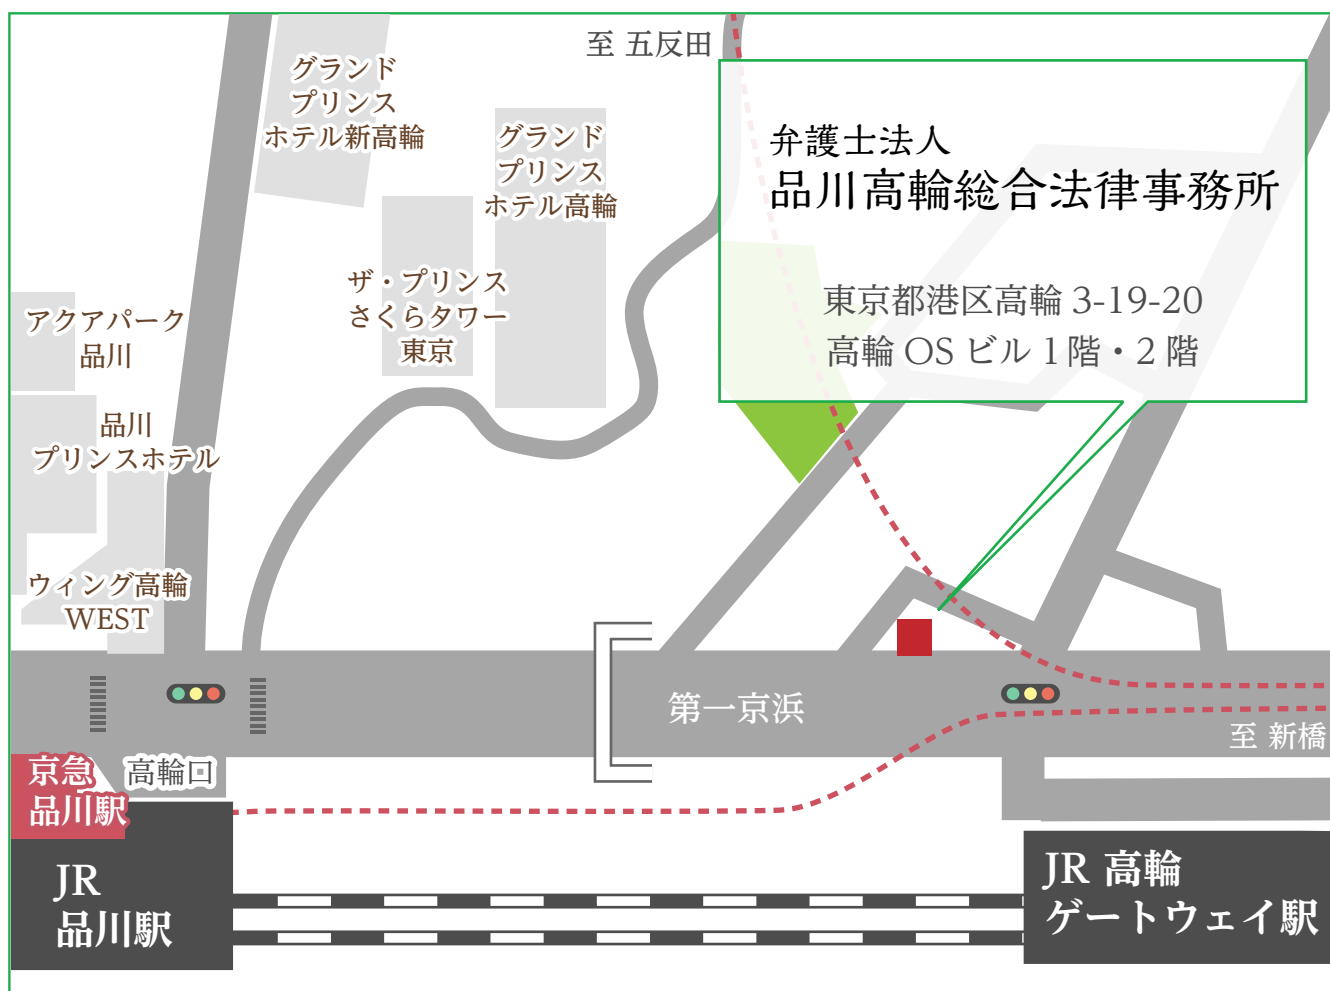 至 五反田
グランド
プリンス
ホテル新高輪
グランド
プリンス
ホテル高輪
弁護士法人
品川高輪総合法律事務所
東京都港区高輪 3-19-20
高輪 OS ビル 1階・2 階
ザ・プリンス
さくらタワー
東京
アクアパーク
品川
品川
プリンスホテル
ウィング高輪
WEST
第一京浜
至 新橋
京急
品川駅
高輪口
JR
品川駅
JR 高輪
ゲートウェイ駅